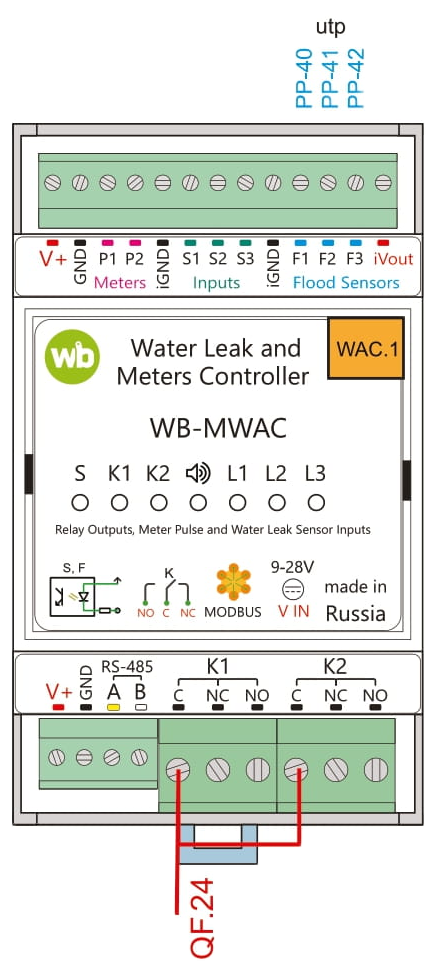 utp
PP-40 PP-41 PP-42
V+ GND P1 P2 iGND S1 S2 S3 iGND F1 F2 F3 iVout
Meters Inputs Flood Sensors
wb
Water Leak and
Meters Controller
WAC.1
WB-MWAC
S K1 K2 L1 L2 L3
Relay Outputs, Meter Pulse and Water Leak Sensor Inputs
S, F
K
NO C NC
MODBUS
9-28V
V IN
made in
Russia
RS-485 K1 K2
V+ GND A B C NC NO C NC NO
QF.24